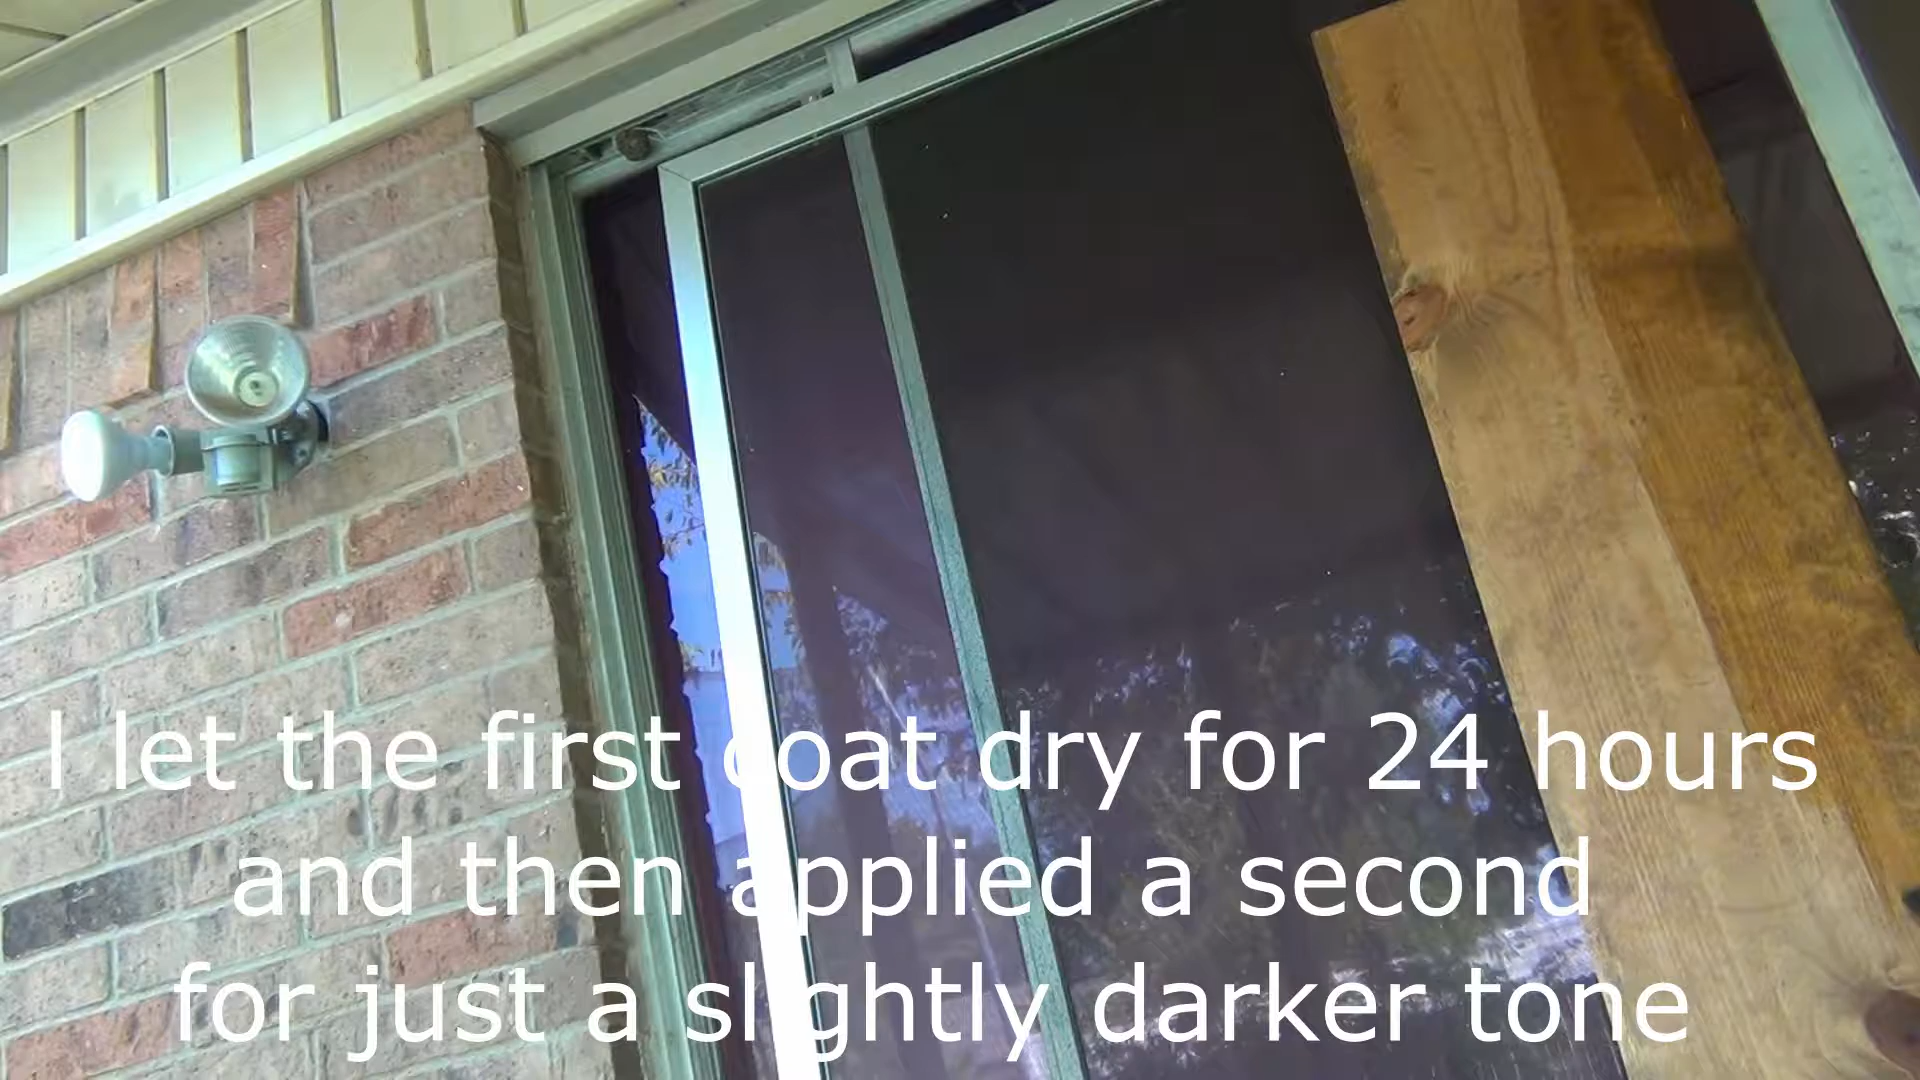 I let the first coat dry for 24 hours
and then applied a second
for just a slightly darker tone